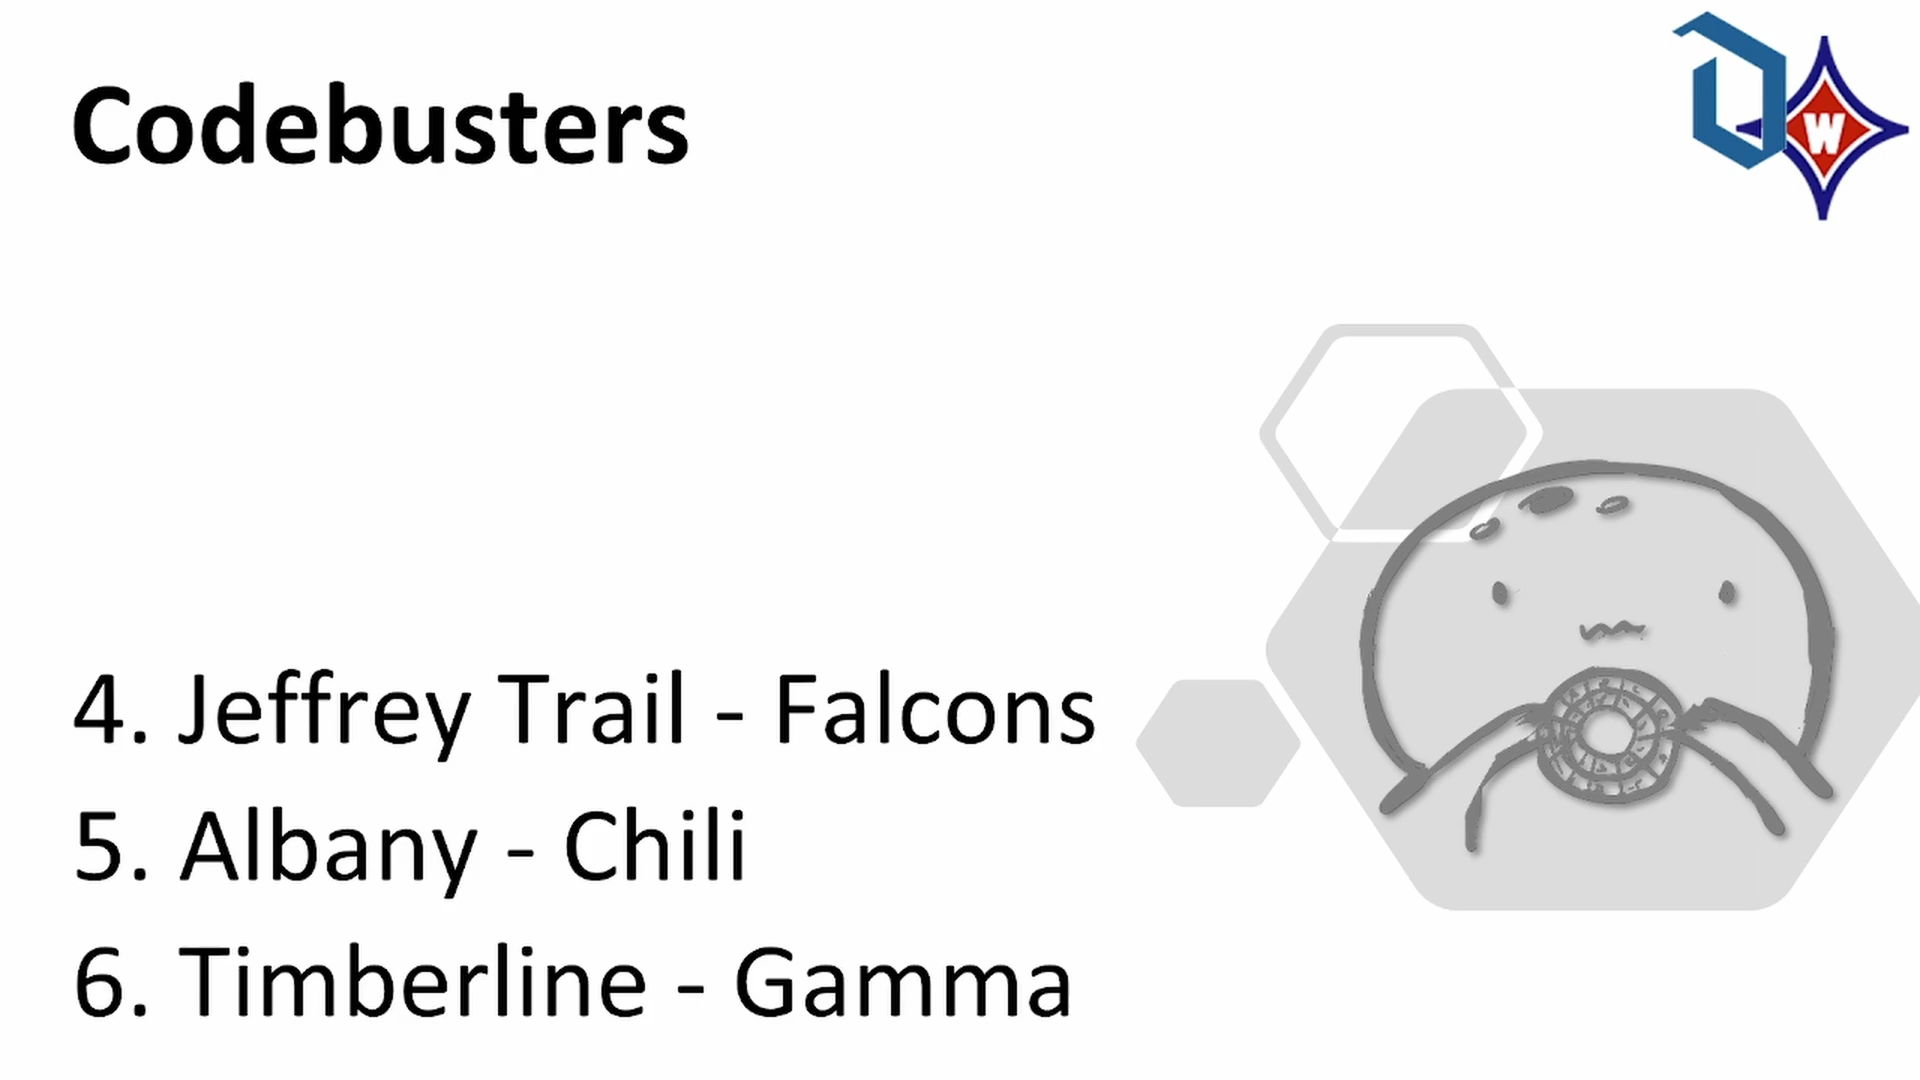 Codebusters
W
4. Jeffrey Trail - Falcons
5. Albany - Chili
6. Timberline - Gamma